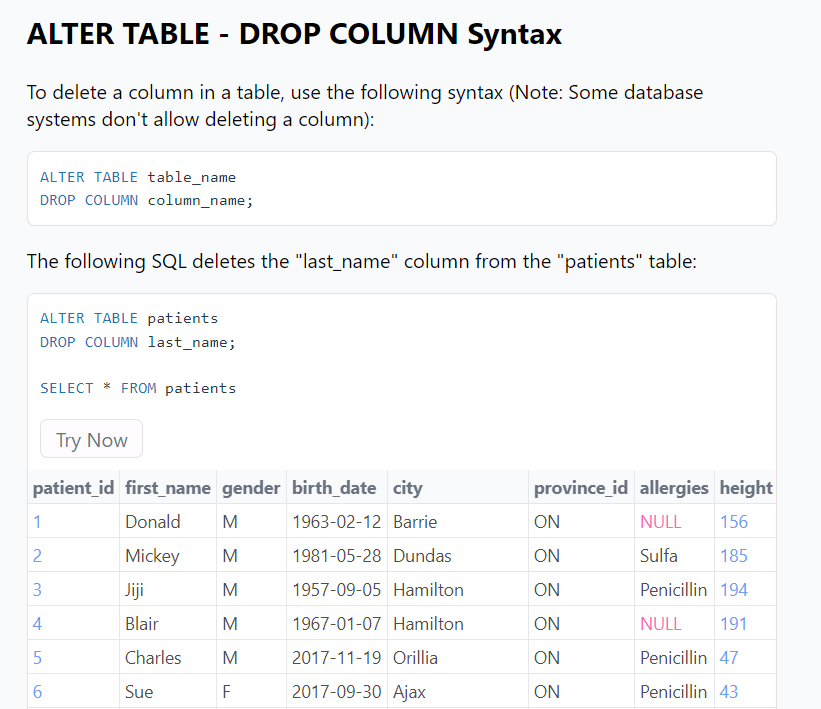 ALTER TABLE - DROP COLUMN Syntax
To delete a column in a table, use the following syntax (Note: Some database
systems don't allow deleting a column):
ALTER TABLE table_name
DROP COLUMN column_name;
The following SQL deletes the "last_name" column from the "patients" table:
ALTER TABLE patients
DROP COLUMN last_name;
SELECT * FROM patients
Try Now
patient_id first_name gender birth_date city province_id allergies height
1 Donald M 1963-02-12 Barrie ON NULL 156
2 Mickey M 1981-05-28 Dundas ON Sulfa 185
3 Jiji M 1957-09-05 Hamilton ON Penicillin 194
4 Blair M 1967-01-07 Hamilton ON NULL 191
5 Charles M 2017-11-19 Orillia ON Penicillin 47
6 Sue F 2017-09-30 Ajax ON Penicillin 43